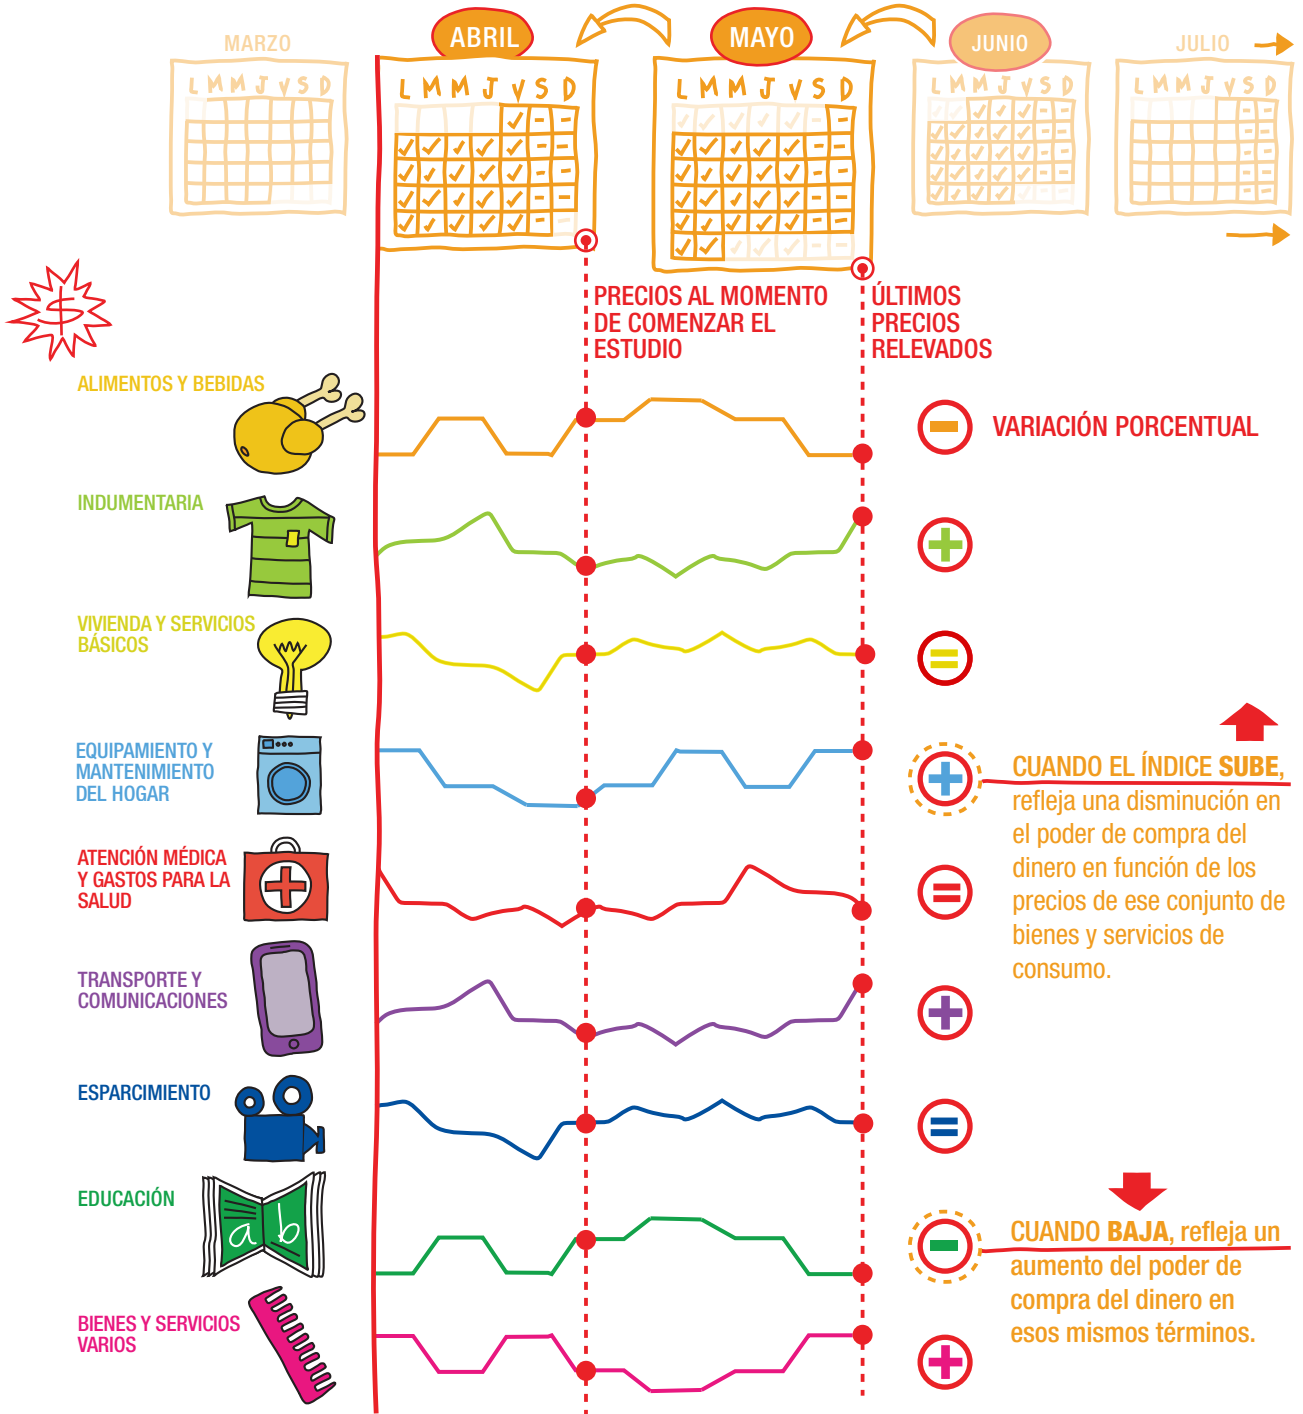 MARZO
ABRIL
MAYO
JUNIO
JULIO
L M M J V S D
L M M J V S D
L M M J V S D
L M M J V S D
L M M J V S D
$
PRECIOS AL MOMENTO
DE COMENZAR EL
ESTUDIO
ÚLTIMOS
PRECIOS
RELEVADOS
ALIMENTOS Y BEBIDAS
VARIACIÓN PORCENTUAL
INDUMENTARIA
VIVIENDA Y SERVICIOS
BÁSICOS
EQUIPAMIENTO Y
MANTENIMIENTO
DEL HOGAR
CUANDO EL ÍNDICE SUBE,
refleja una disminución en
el poder de compra del
dinero en función de los
precios de ese conjunto de
bienes y servicios de
consumo.
ATENCIÓN MÉDICA
Y GASTOS PARA LA
SALUD
TRANSPORTE Y
COMUNICACIONES
ESPARCIMIENTO
EDUCACIÓN
a b
CUANDO BAJA, refleja un
aumento del poder de
compra del dinero en
esos mismos términos.
BIENES Y SERVICIOS
VARIOS